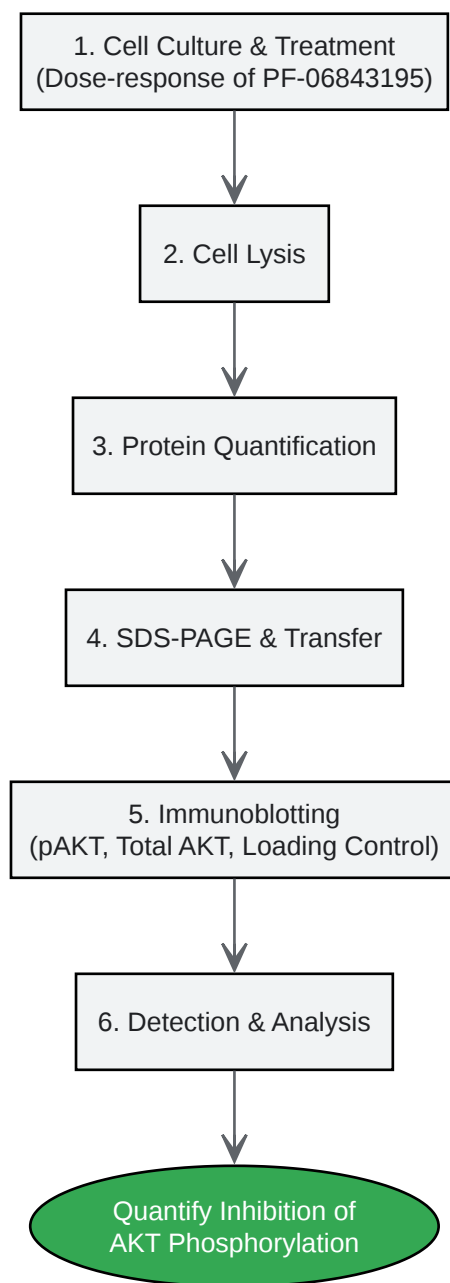 1. Cell Culture & Treatment
(Dose-response of PF-06843195)
2. Cell Lysis
3. Protein Quantification
4. SDS-PAGE & Transfer
5. Immunoblotting
(pAKT, Total AKT, Loading Control)
6. Detection & Analysis
Quantify Inhibition of
AKT Phosphorylation